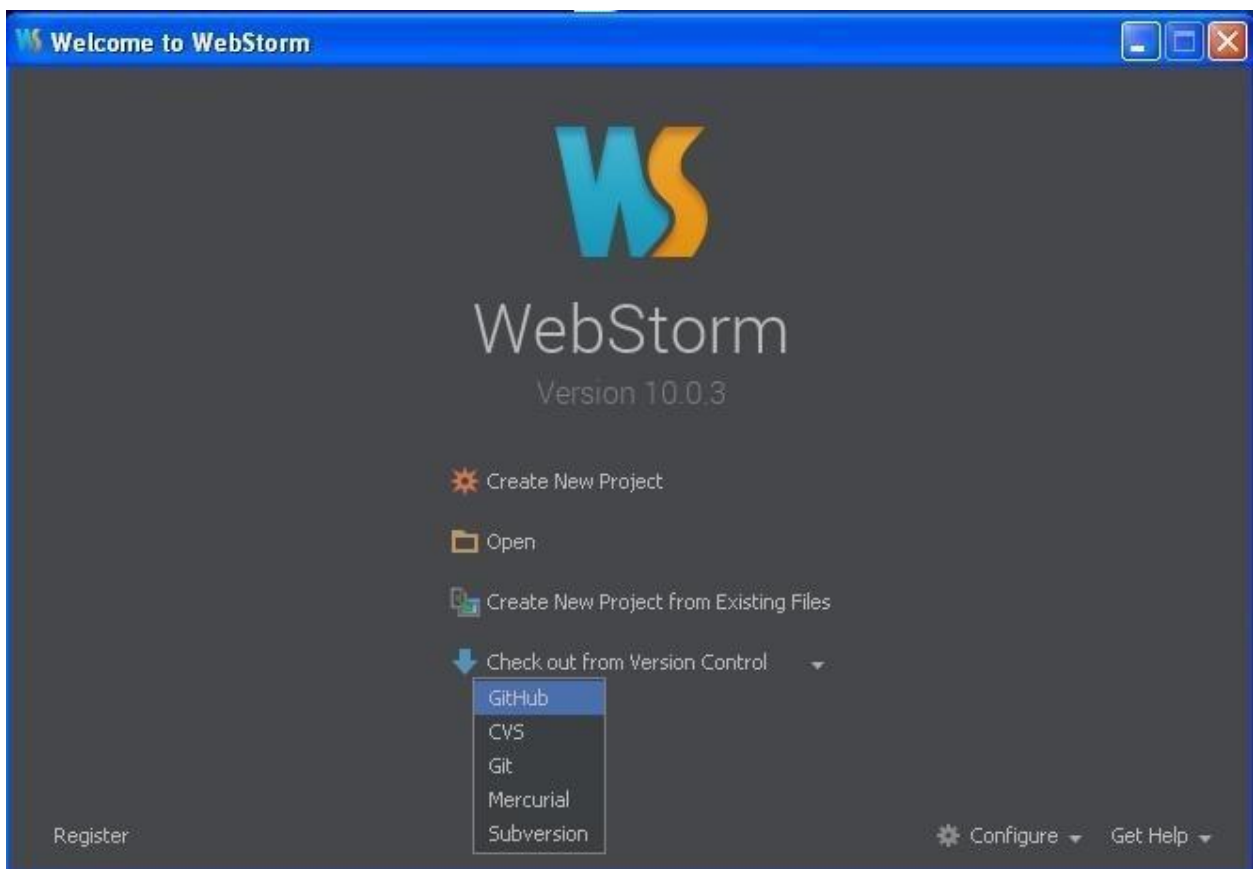 Welcome to WebStorm
WS
WebStorm
Version 10.0.3
Create New Project
Open
Create New Project from Existing Files
Check out from Version Control
GitHub
CVS
Git
Mercurial
Subversion
Register
Configure
Get Help